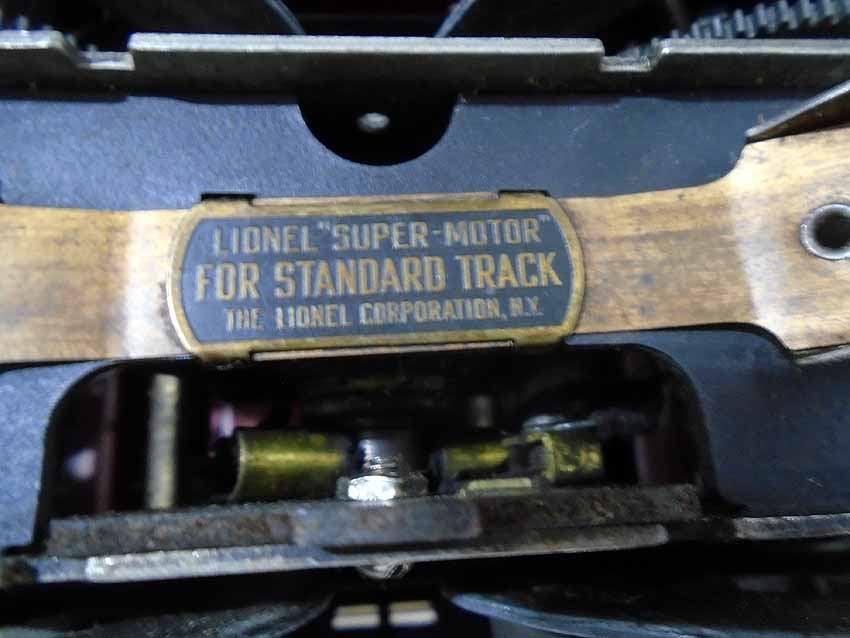 LIONEL "SUPER-MOTOR"
FOR STANDARD TRACK
THE LIONEL CORPORATION, N.Y.